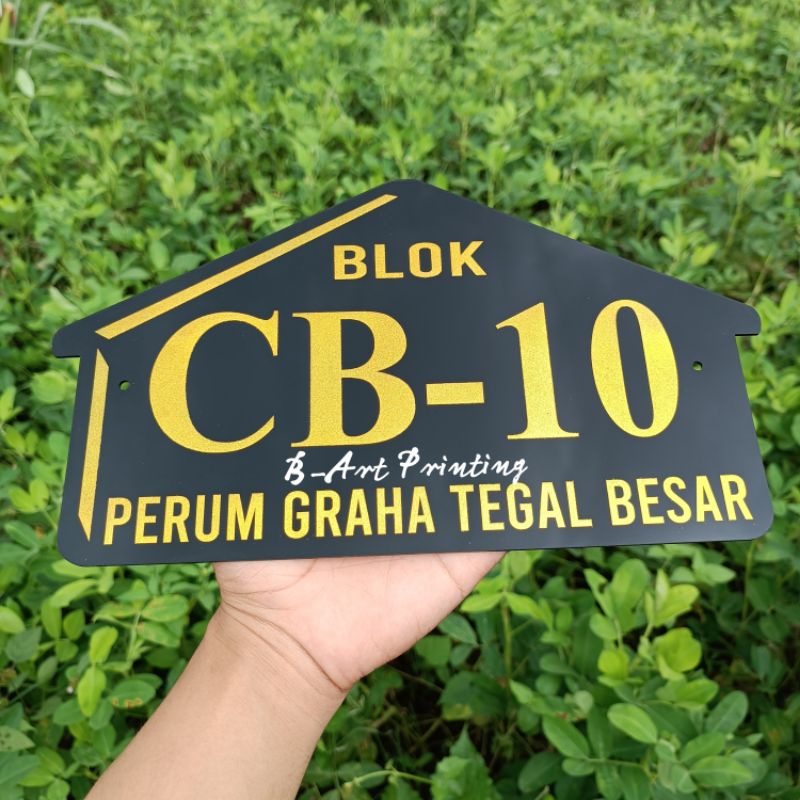 BLOK
CB-10
B-Art Printing
PERUM GRAHA TEGAL BESAR